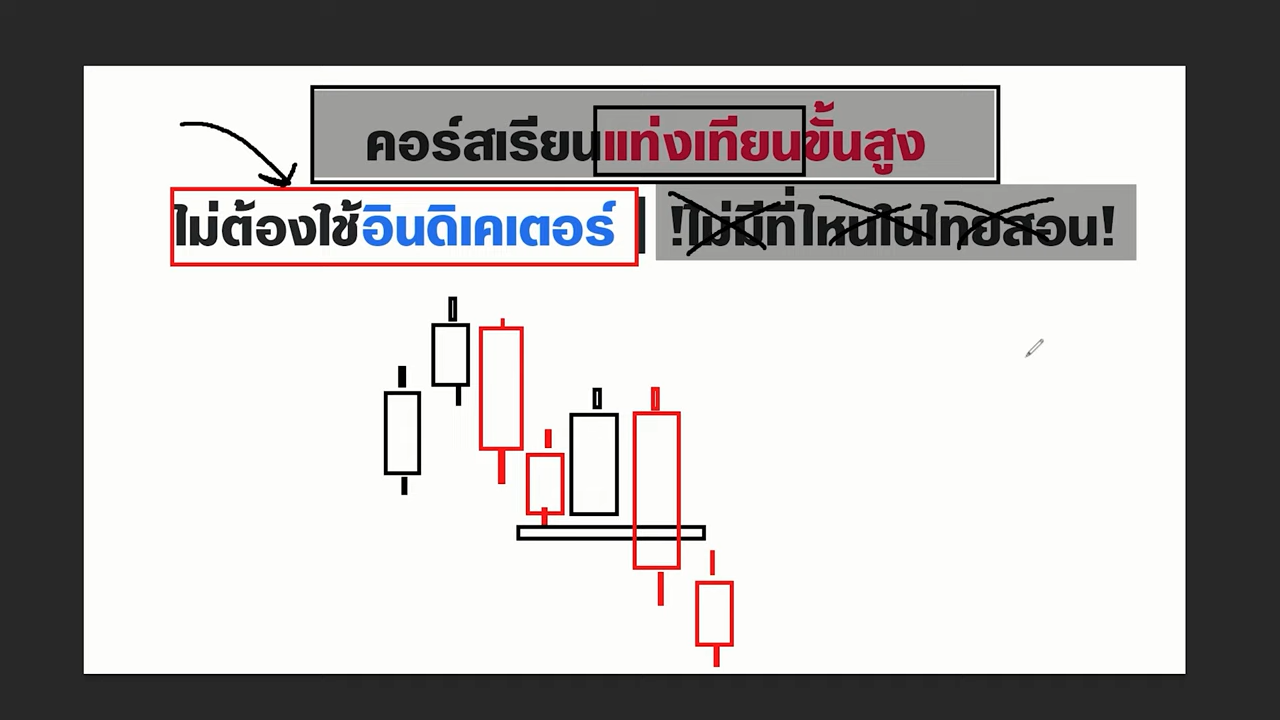 คอร์สเรียนแท่งเทียนขั้นสูง
ไม่ต้องใช้อินดิเคเตอร์ | !ไม่มีที่ไหนในไทยสอน!